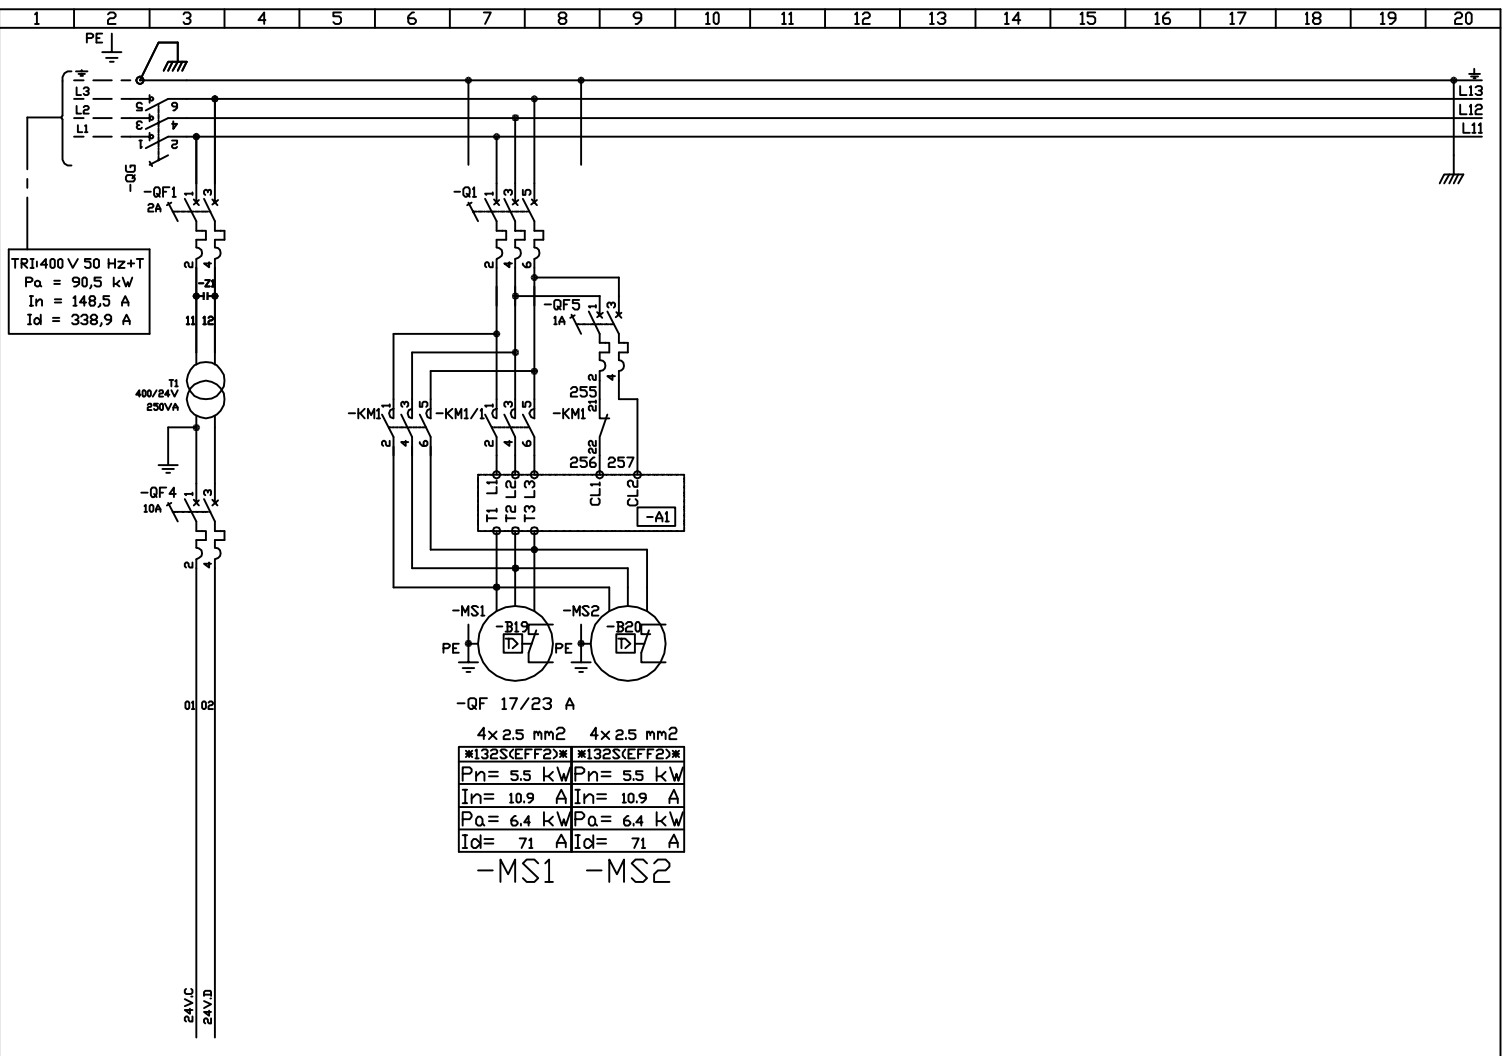 1 2 3 4 5 6 7 8 9 10 11 12 13 14 15 16 17 18 19 20
PE
L3
L2
L1
5 6
3 4
1 2
-QG
L13
L12
L11
-QF1
2A
1 3
2 4
-Z1
11 12
TRI:400 V 50 Hz+T
Pa = 90,5 kW
In = 148,5 A
Id = 338,9 A
T1
400/24V
250VA
-QF4
10A
1 3
2 4
01 02
24V.C
24V.D
-Q1
1 3 5
2 4 6
-QF5
1A
1 3
2 4
255
-KM1
1 3 5
2 4 6
-KM1/1
1 3 5
2 4 6
-KM1
21
22
256 257
L1 L2 L3
CL1 CL2
T1 T2 T3
-A1
-MS1
-B19
T>
PE
-MS2
-B20
T>
PE
-QF 17/23 A
4x 2.5 mm2 4x 2.5 mm2
*132S(EFF2)* *132S(EFF2)*
Pn= 5.5 kW Pn= 5.5 kW
In= 10.9 A In= 10.9 A
Pa= 6.4 kW Pa= 6.4 kW
Id= 71 A Id= 71 A
-MS1 -MS2